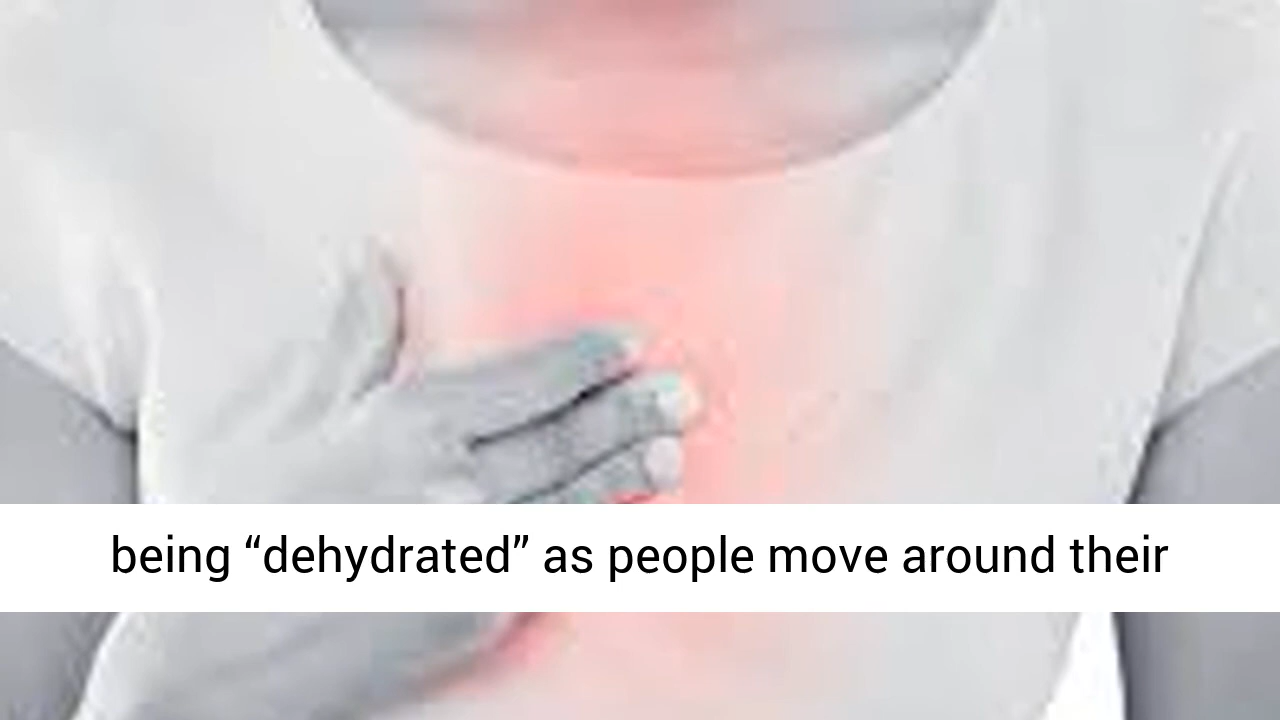 being “dehydrated” as people move around their